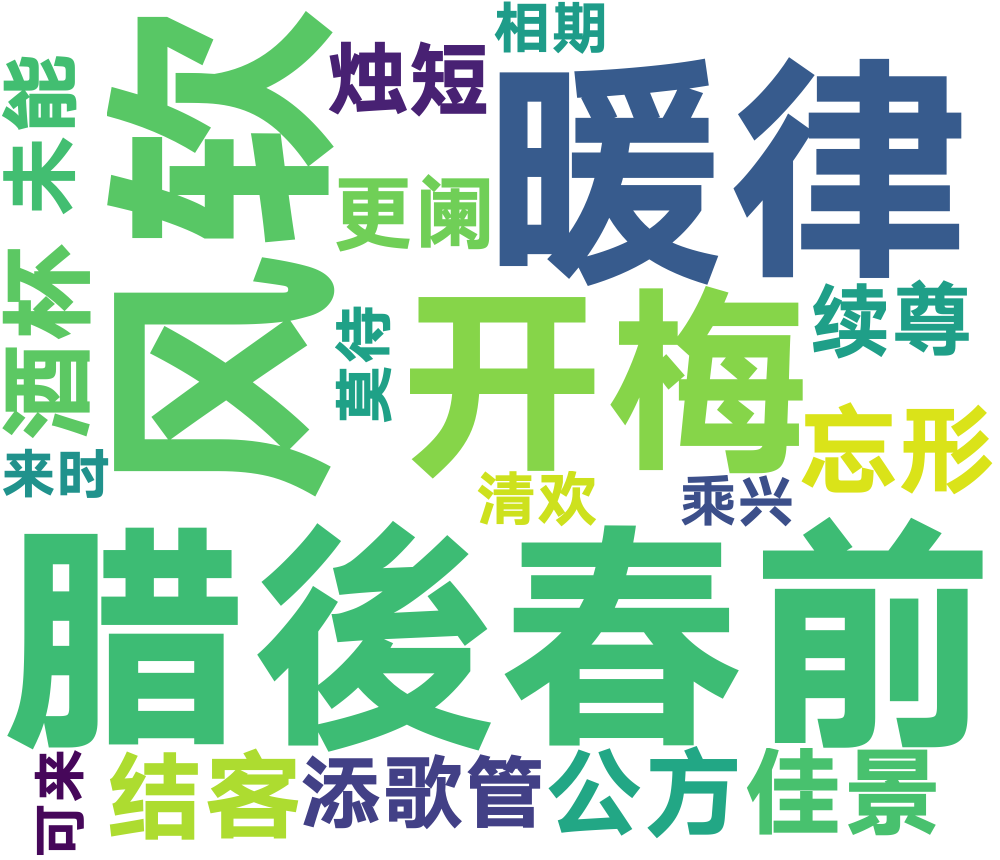 相期
未能
风软
烛短
暖律
更阑
酒杯
莫待
开梅
续尊
忘形
来时
清欢
乘兴
腊後春前
可来
结客
添歌管
公方
佳景